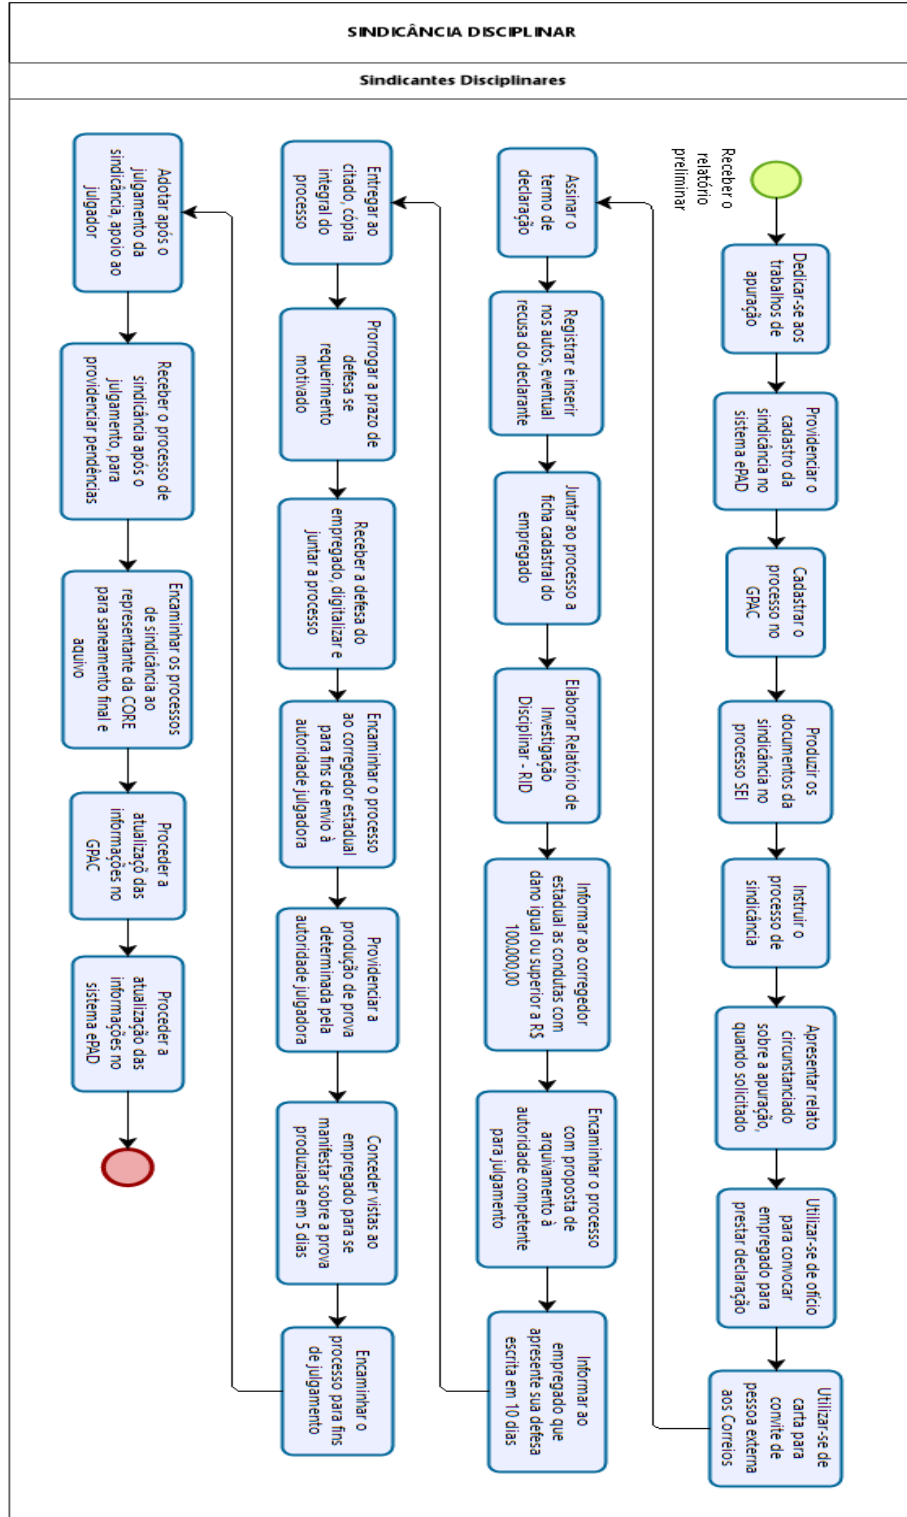 SINDICÂNCIA DISCIPLINAR
Sindicantes Disciplinares
Receber o
relatório
preliminar
Dedicar-se aos
trabalhos de
apuração
Providenciar o
cadastro da
sindicância no
sistema ePAD
Cadastrar o
processo no
GPAC
Produzir os
documentos da
sindicância no
processo SEI
Instruir o
processo de
sindicância
Apresentar relato
circunstanciado
sobre a apuração,
quando solicitado
Utilizar-se de ofício
para convocar
empregado para
prestar declaração
Utilizar-se de
carta para
convite de
pessoa externa
aos Correios
Assinar o
termo de
declaração
Registrar e inserir
nos autos, eventual
recusa do declarante
Juntar ao processo a
ficha cadastral do
empregado
Elaborar Relatório de
Investigação
Disciplinar - RID
Informar ao corregedor
estadual as condutas com
dano igual ou superior a R$
100.000,00
Encaminhar o processo
com proposta de
arquivamento à
autoridade competente
para julgamento
Informar ao
empregado que
apresente sua defesa
escrita em 10 dias
Entregar ao
citado, cópia
integral do
processo
Prorrogar a prazo de
defesa se
requerimento
motivado
Receber a defesa do
empregado, digitalizar e
juntar a processo
Encaminhar o processo
ao corregedor estadual
para fins de envio à
autoridade julgadora
Providenciar a
produção de prova
determinada pela
autoridade julgadora
Conceder vistas ao
empregado para se
manifestar sobre a prova
produziada em 5 dias
Encaminhar o
processo para fins
de julgamento
Adotar após o
julgamento da
sindicância, apoio ao
julgador
Receber o processo de
sindicância após o
julgamento, para
providenciar pendências
Encaminhar os processos
de sindicância ao
representante da CORE
para saneamento final e
aquivo
Proceder a
atualizaçõ das
informações no
GPAC
Proceder a
atualização das
informações no
sistema ePAD